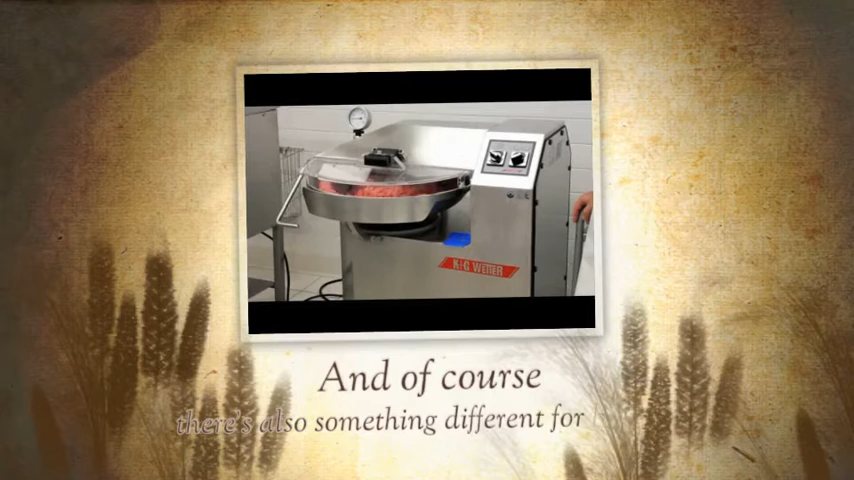 K+G WETTER
And of course
there's also something different for